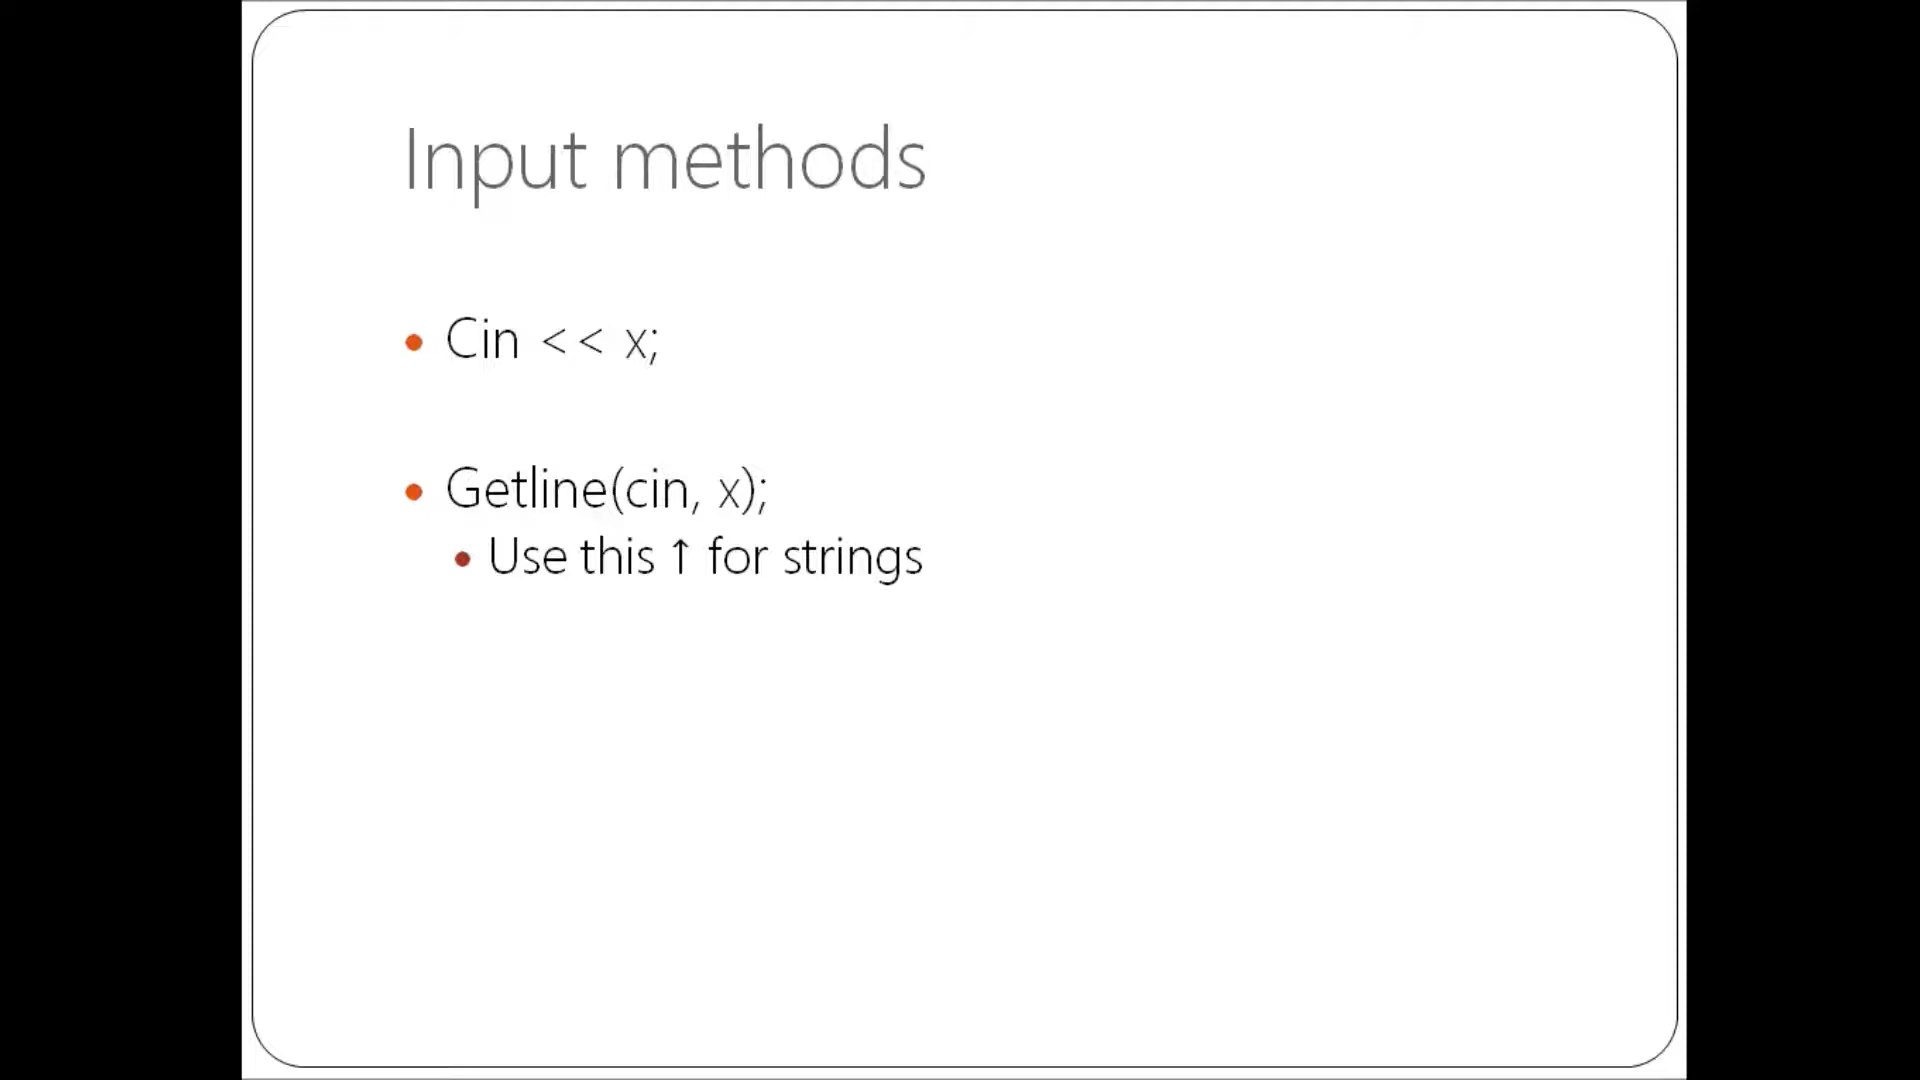 Input methods
Cin << x;
Getline(cin, x);
Use this ↑ for strings